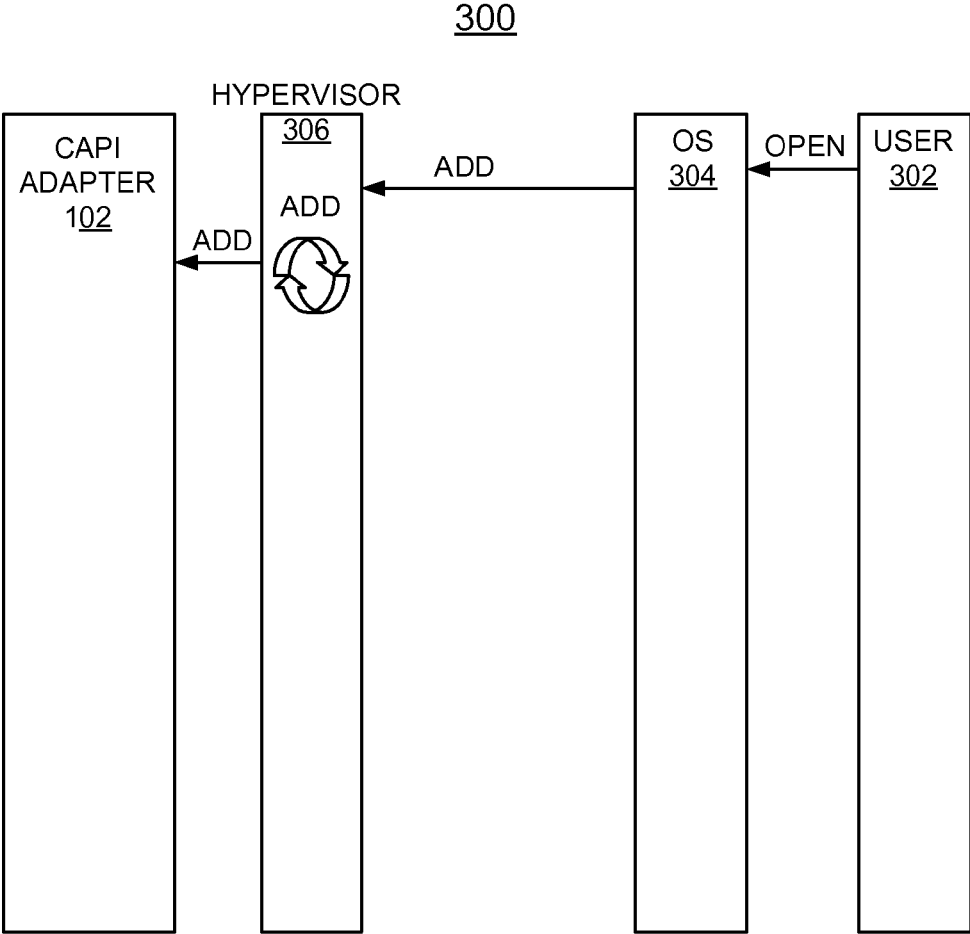 300
HYPERVISOR
306
CAPI
ADAPTER
102
OS
304
USER
302
OPEN
ADD
ADD
ADD